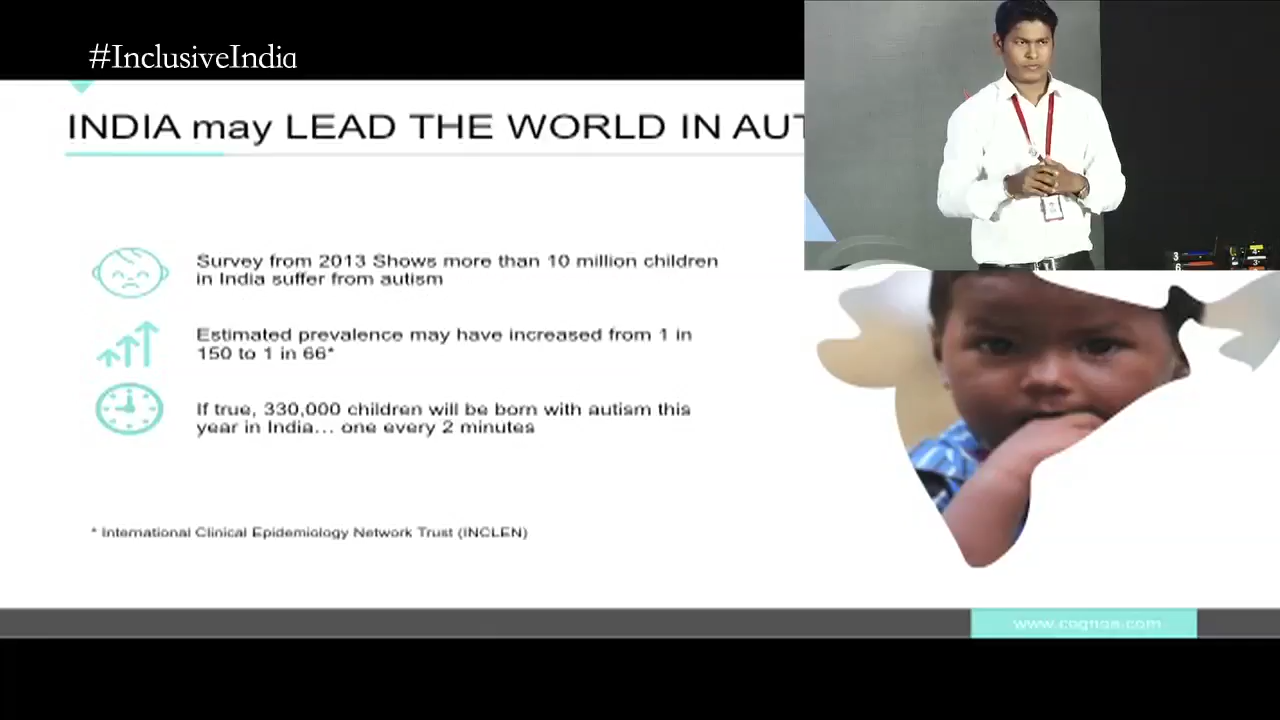 #InclusiveIndia
INDIA may LEAD THE WORLD IN AUT
Survey from 2013 Shows more than 10 million children
in India suffer from autism
Estimated prevalence may have increased from 1 in
150 to 1 in 66*
If true, 330,000 children will be born with autism this
year in India... one every 2 minutes
* International Clinical Epidemiology Network Trust (INCLEN)
www.cognoa.com
3
6